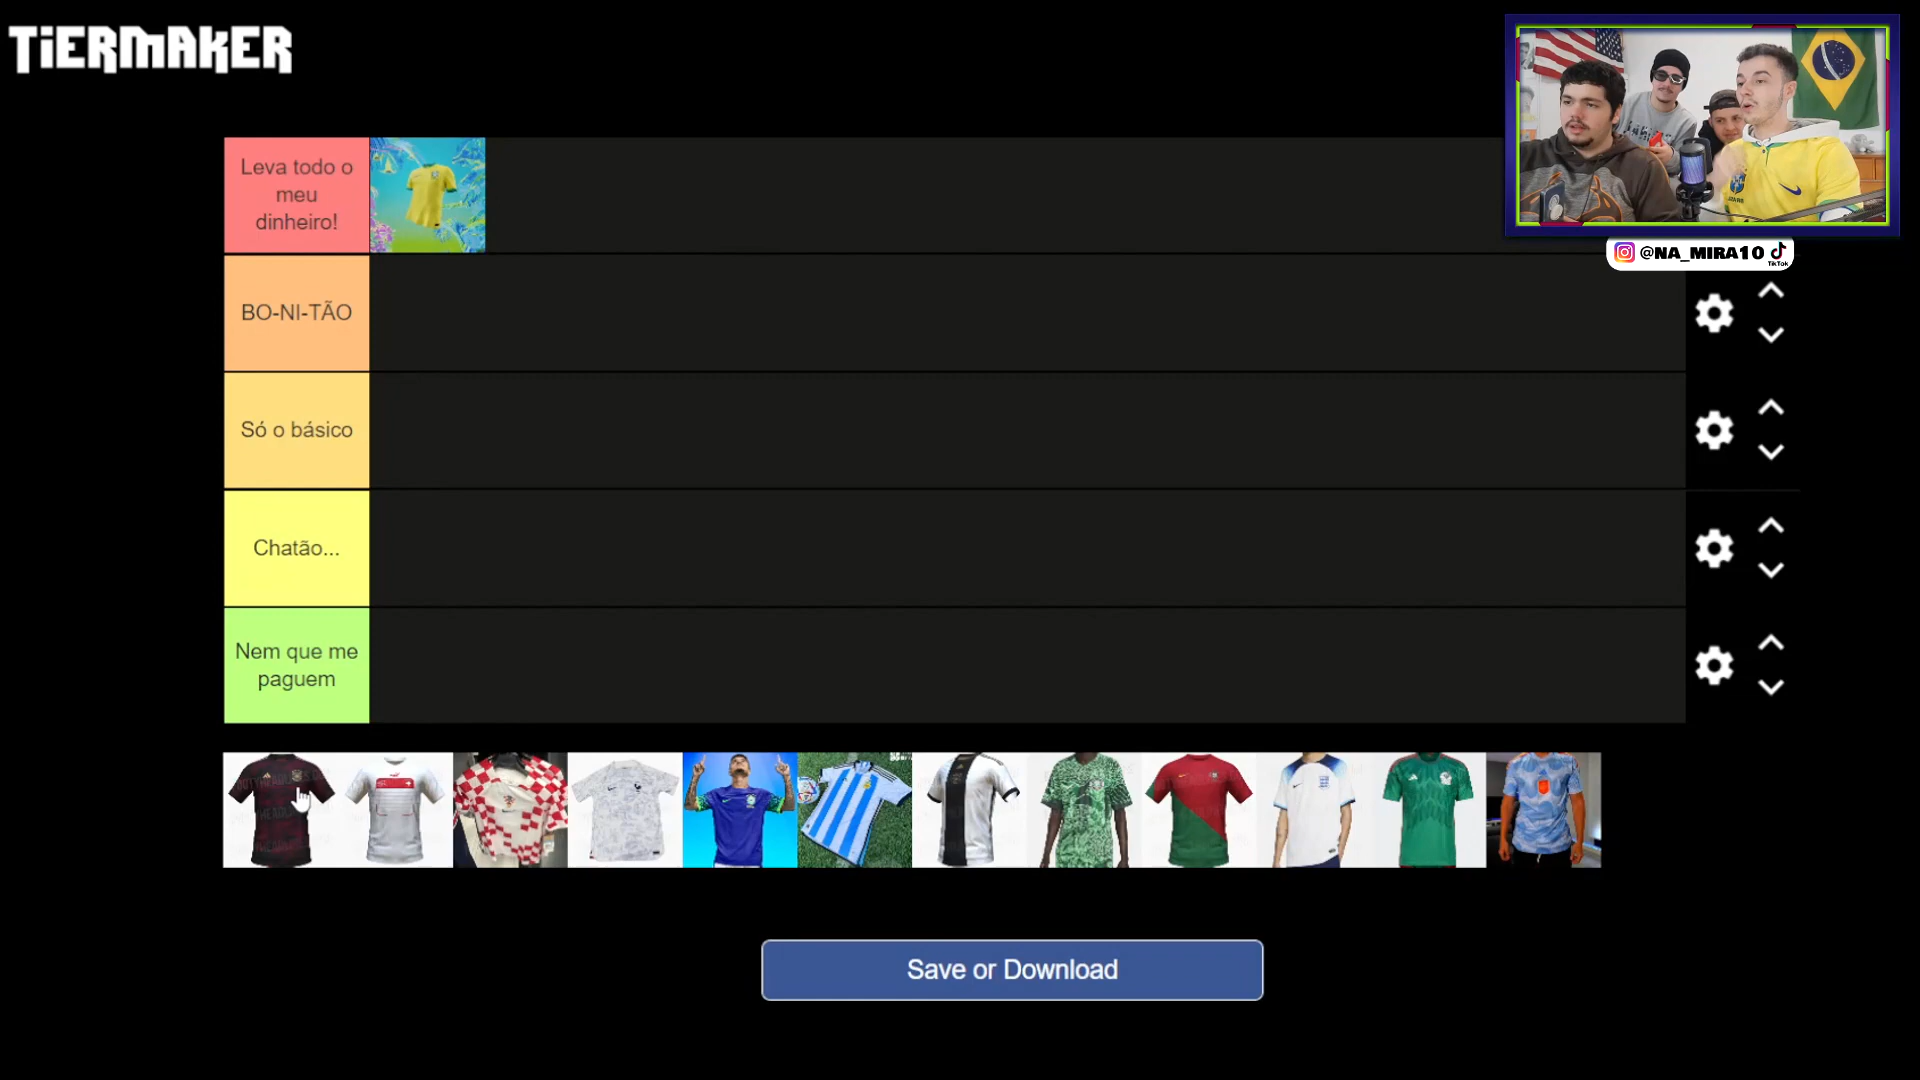 TiERMAKER
@NA_MIRA10
TikTok
Leva todo o
meu
dinheiro!
BO-NI-TÃO
Só o básico
Chatão...
Nem que me
paguem
Save or Download